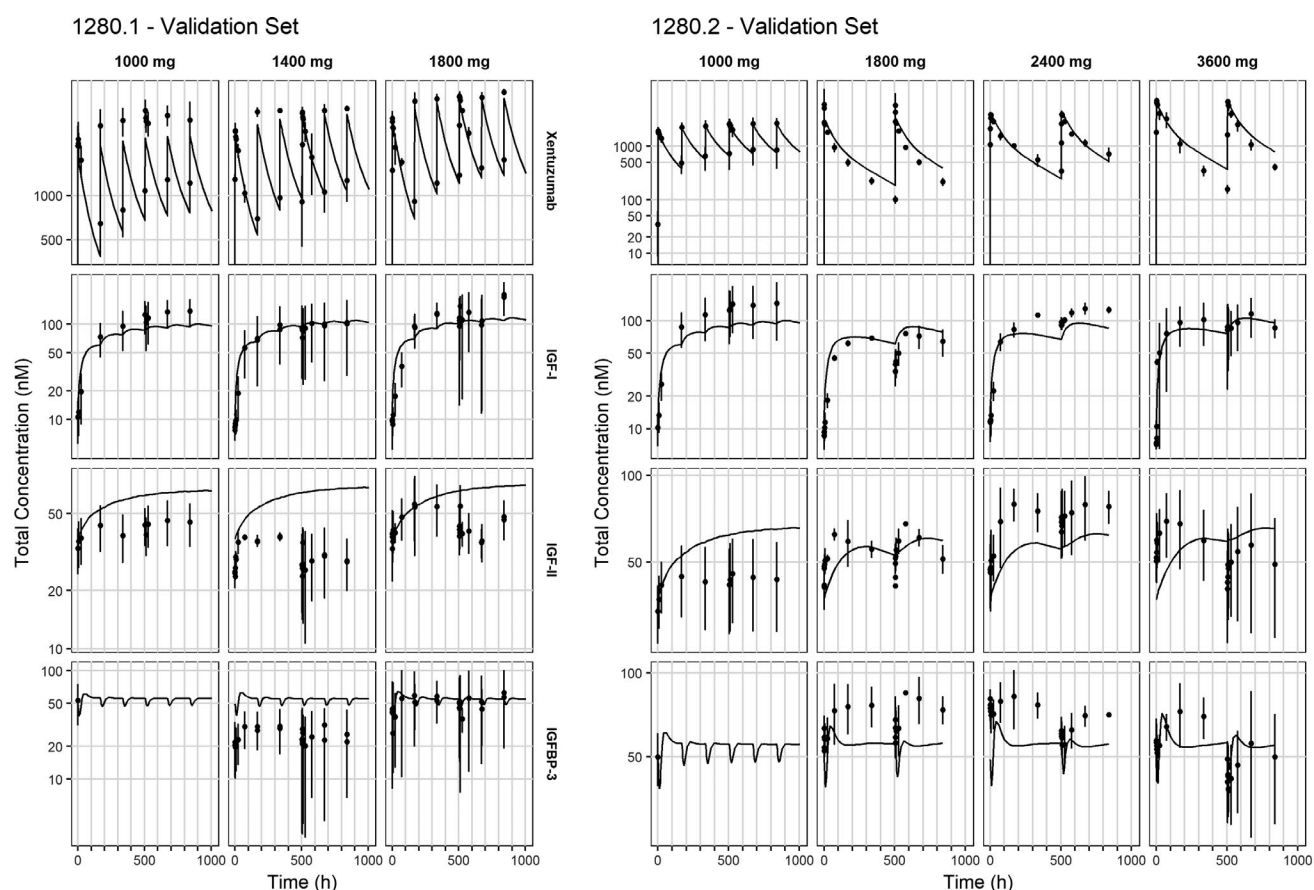 1280.1 - Validation Set
1000 mg 1400 mg 1800 mg
Total Concentration (nM)
1000
500
Xentuzumab
100
50
20
10
IGF-I
50
20
10
IGF-II
100
50
20
10
IGFBP-3
0 500 1000 0 500 1000 0 500 1000
Time (h)
1280.2 - Validation Set
1000 mg 1800 mg 2400 mg 3600 mg
Total Concentration (nM)
1000
500
100
50
10
100
50
20
10
100
50
50
0 500 1000 0 500 1000 0 500 1000 0 500 1000
Time (h)